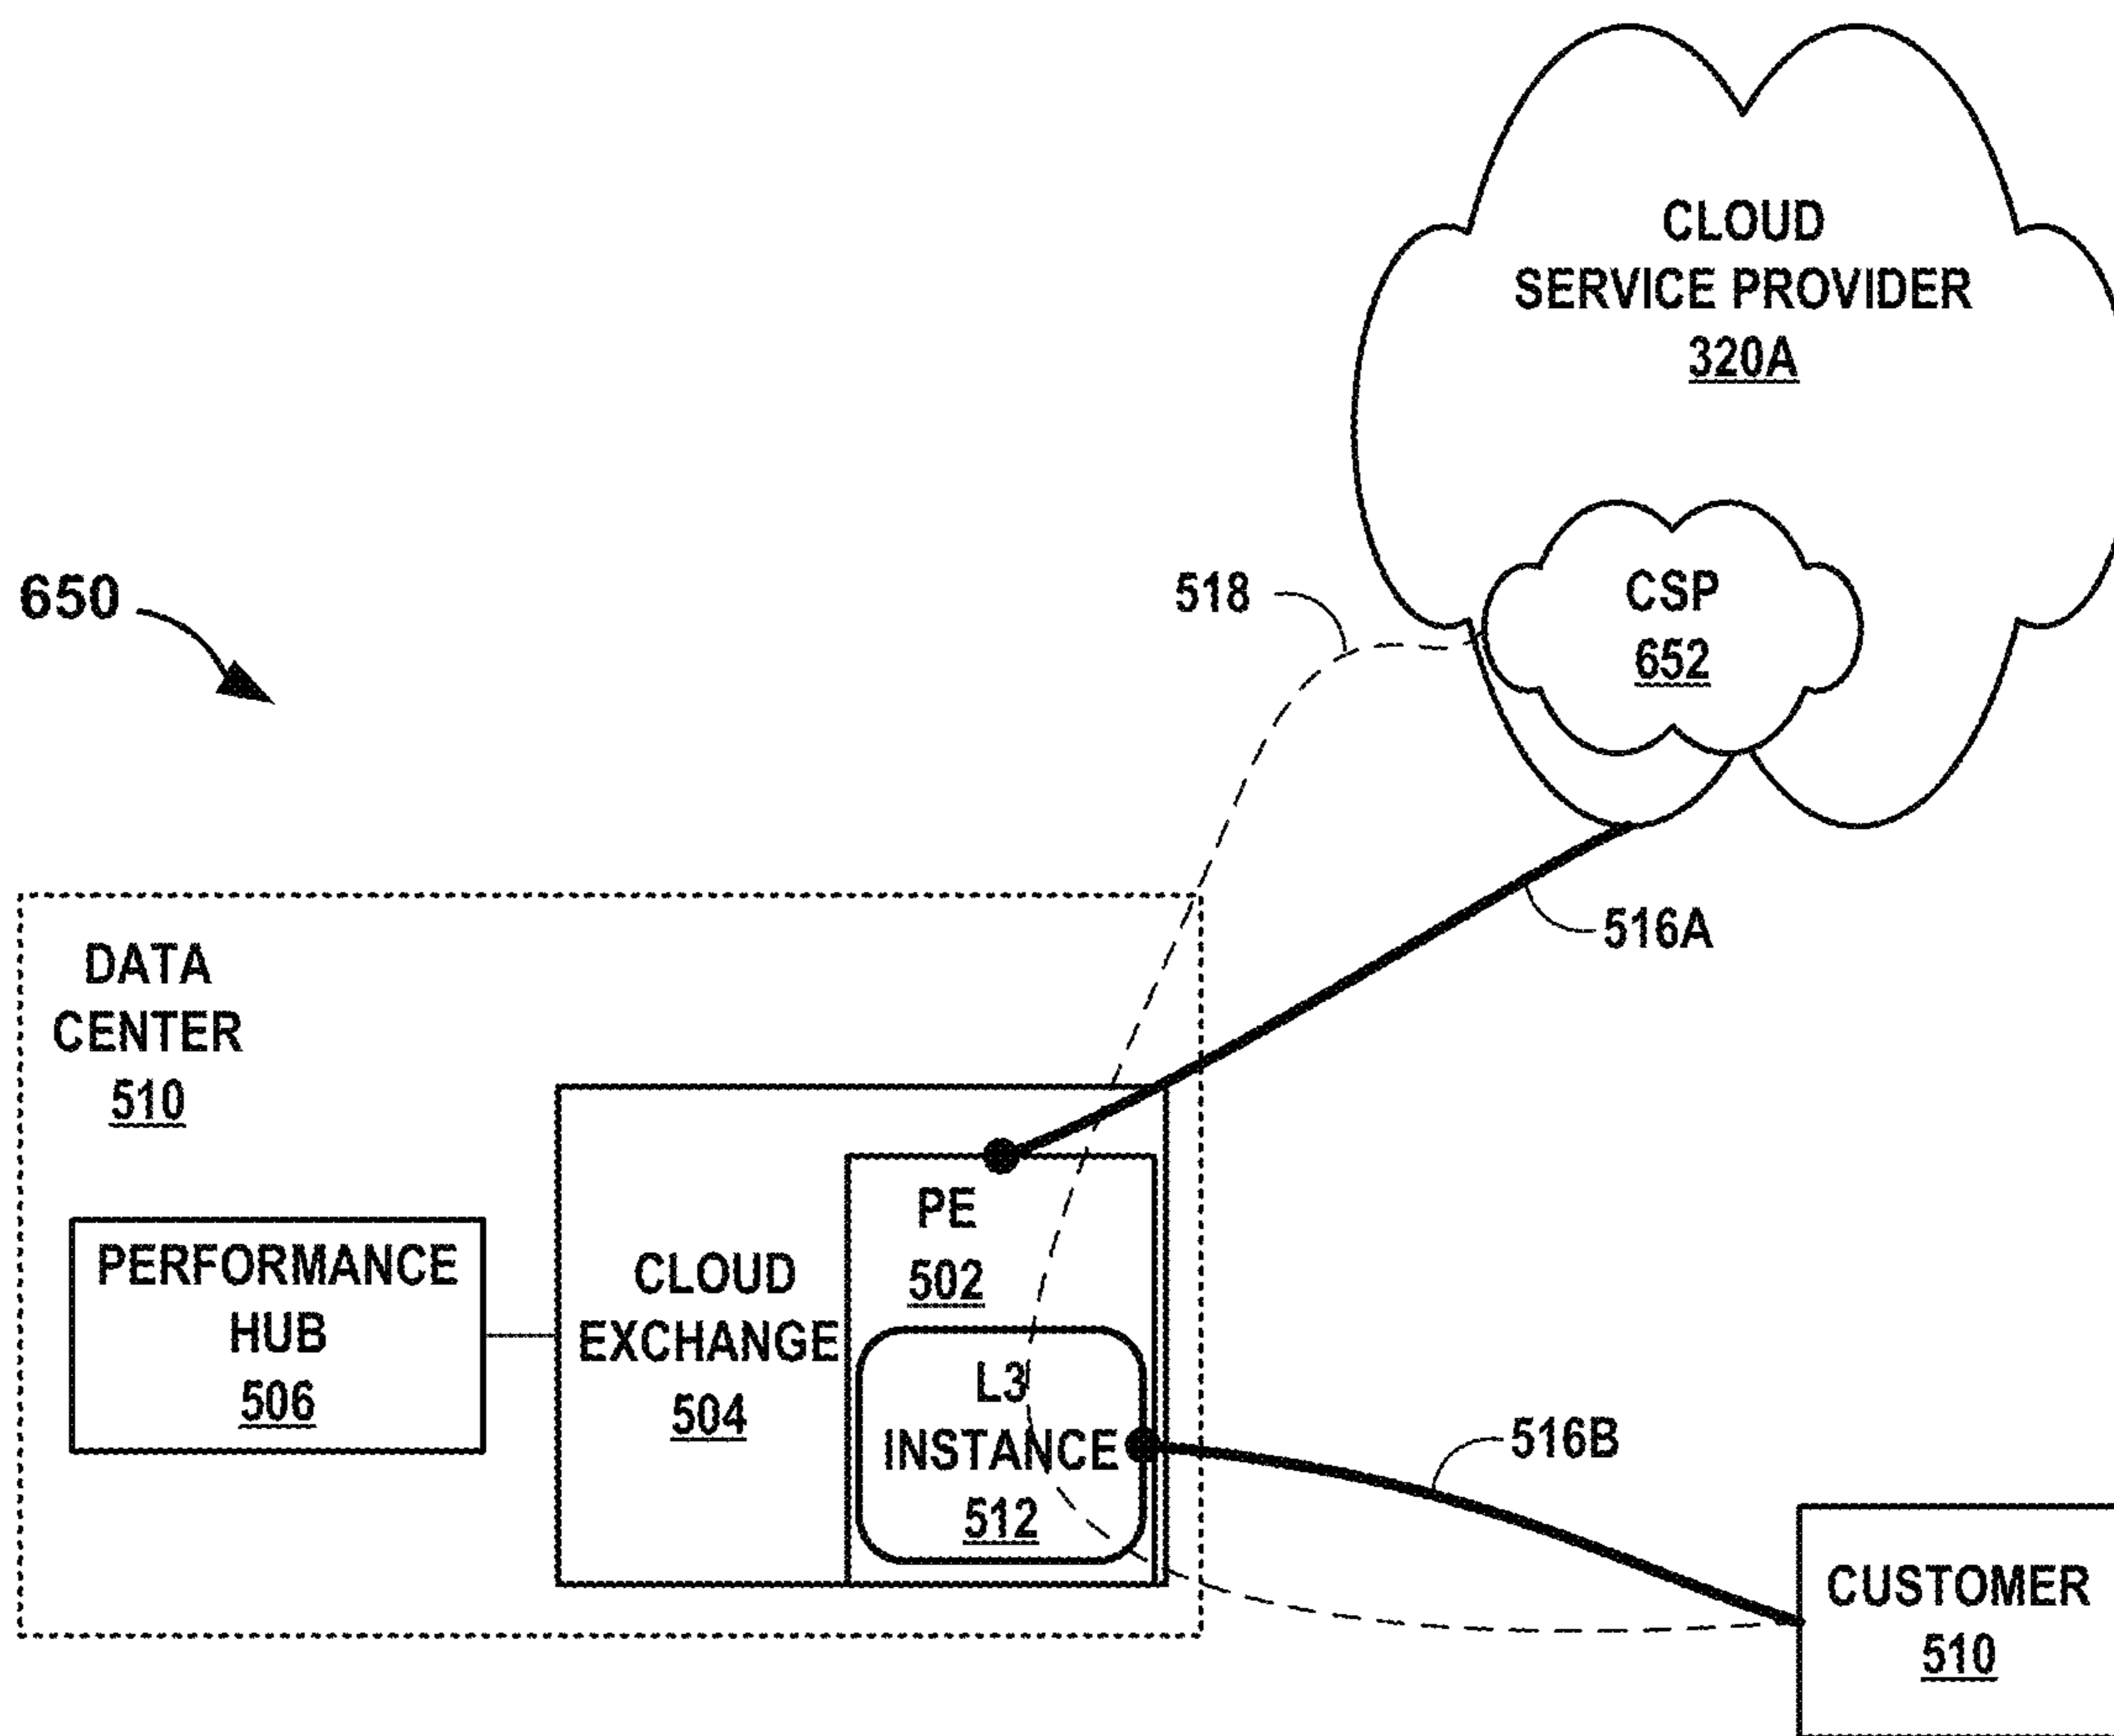 CLOUD
SERVICE PROVIDER
320A
CSP
652
518
650
516A
DATA
CENTER
510
PE
502
PERFORMANCE
HUB
506
CLOUD
EXCHANGE
504
L3
INSTANCE
512
516B
CUSTOMER
510